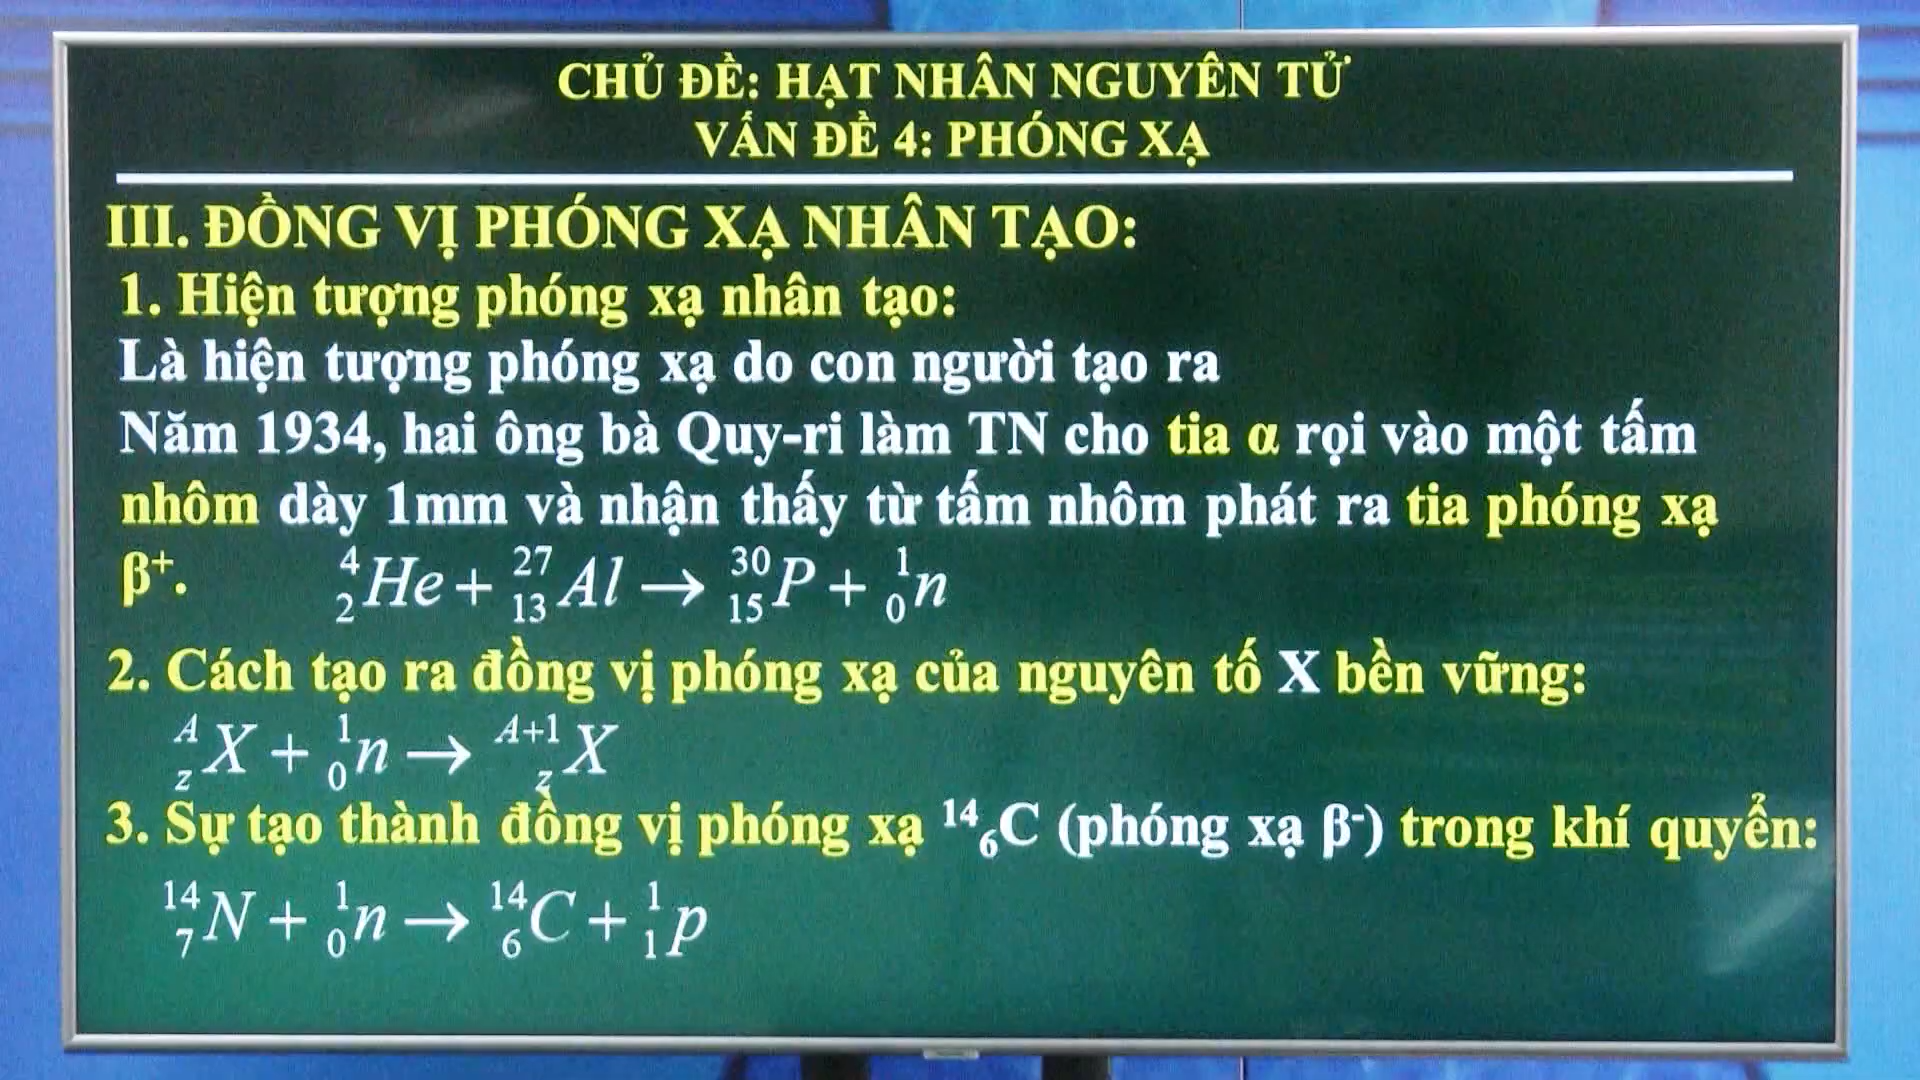 CHỦ ĐỀ: HẠT NHÂN NGUYÊN TỬ
VẤN ĐỀ 4: PHÓNG XẠ
III. ĐỒNG VỊ PHÓNG XẠ NHÂN TẠO:
1. Hiện tượng phóng xạ nhân tạo:
Là hiện tượng phóng xạ do con người tạo ra
Năm 1934, hai ông bà Quy-ri làm TN cho tia α rọi vào một tấm
nhôm dày 1mm và nhận thấy từ tấm nhôm phát ra tia phóng xạ
β⁺. ⁴₂He + ²⁷₁₃Al → ³⁰₁₅P + ¹₀n
2. Cách tạo ra đồng vị phóng xạ của nguyên tố X bền vững:
^A_z X + ¹₀n → ^{A+1}_z X
3. Sự tạo thành đồng vị phóng xạ ¹⁴₆C (phóng xạ β⁻) trong khí quyển:
¹⁴₇N + ¹₀n → ¹⁴₆C + ¹₁p